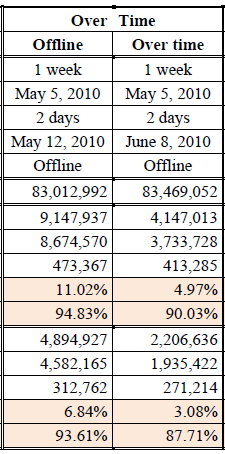 Over Time
Offline Over time
1 week 1 week
May 5, 2010 May 5, 2010
2 days 2 days
May 12, 2010 June 8, 2010
Offline Offline
83,012,992 83,469,052
9,147,937 4,147,013
8,674,570 3,733,728
473,367 413,285
11.02% 4.97%
94.83% 90.03%
4,894,927 2,206,636
4,582,165 1,935,422
312,762 271,214
6.84% 3.08%
93.61% 87.71%